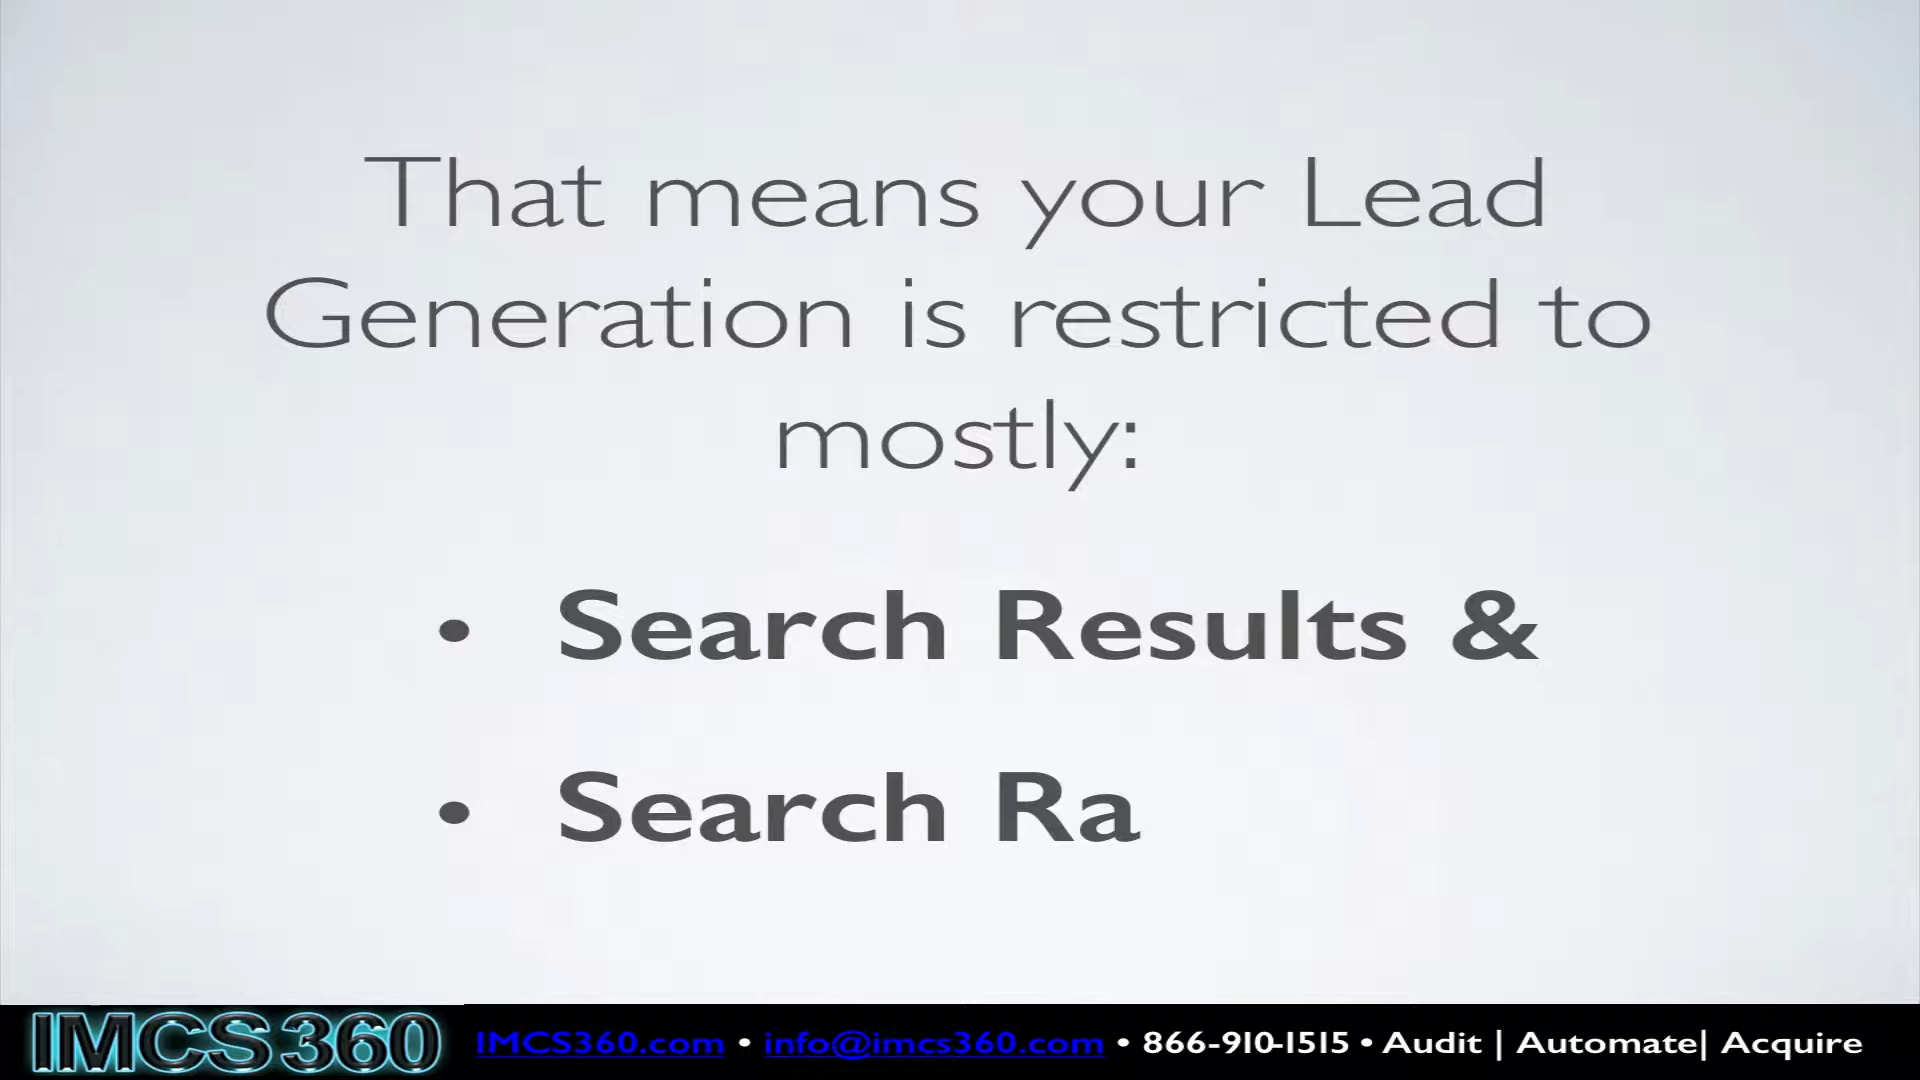 That means your Lead
Generation is restricted to
mostly:
• Search Results &
• Search Ra
IMCS360 IMCS360.com • info@imcs360.com • 866-910-1515 • Audit | Automate| Acquire